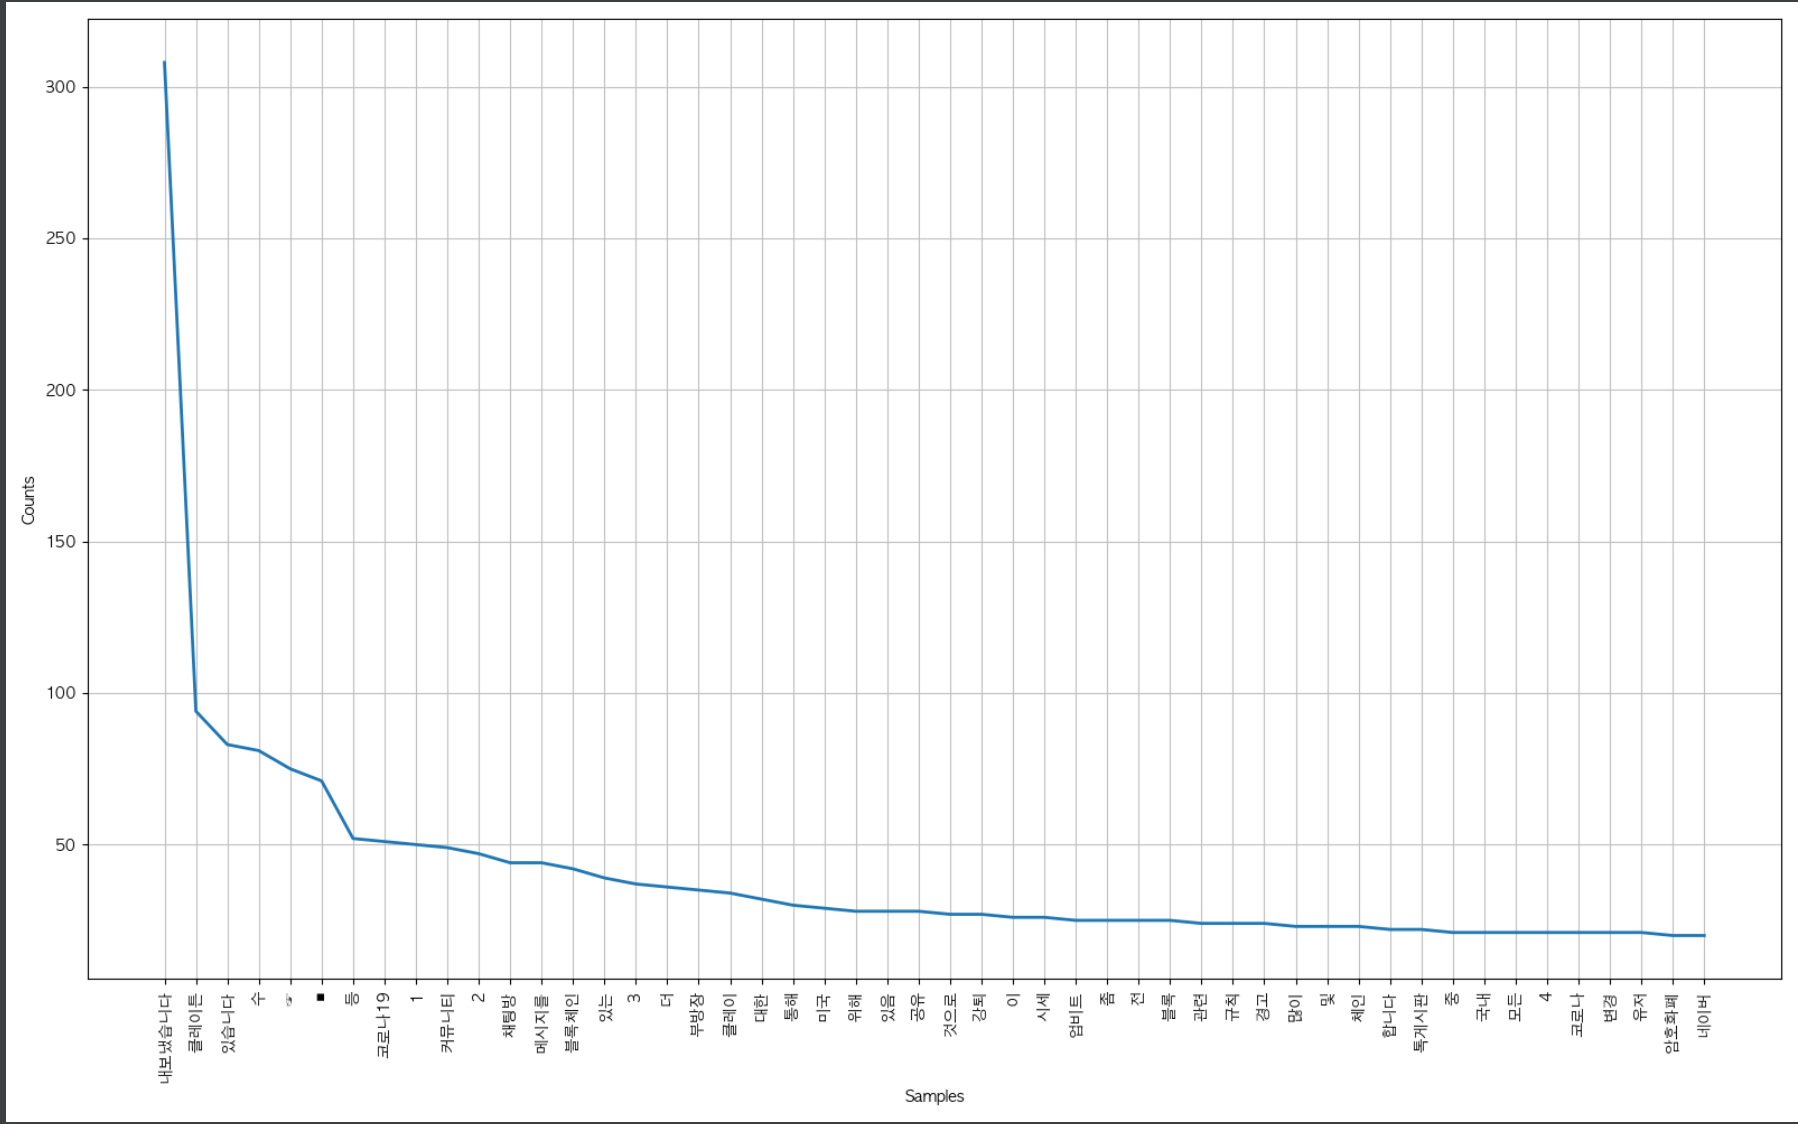 300
250
200
150
100
50
Counts
내보냈습니다
클레이튼
있습니다
수
☞
■
등
코로나19
1
커뮤니티
2
채팅방
메시지를
블록체인
있는
3
더
부방장
클레이
대한
통해
미국
위해
있음
공유
것으로
강퇴
이
시세
업비트
좀
전
블록
관련
규칙
경고
많이
및
체인
합니다
톡게시판
중
국내
모든
4
코로나
변경
유저
암호화폐
네이버
Samples